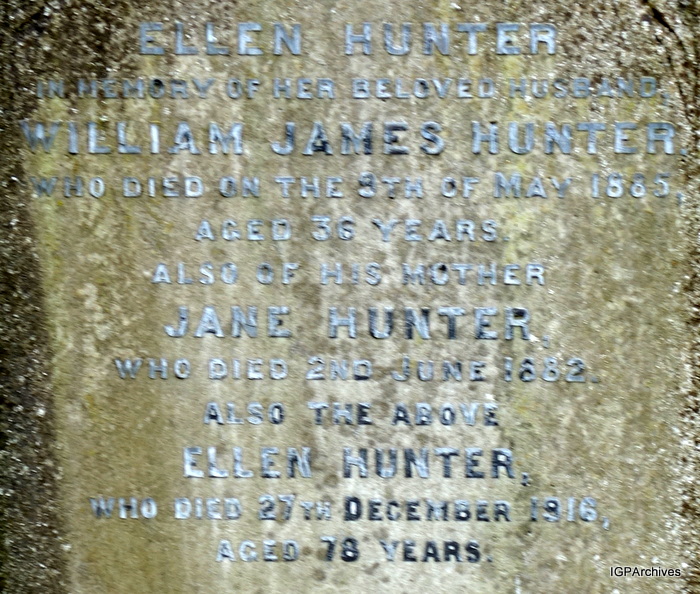 ELLEN HUNTER
IN MEMORY OF HER BELOVED HUSBAND,
WILLIAM JAMES HUNTER,
WHO DIED ON THE 8TH OF MAY 1885,
AGED 36 YEARS.
ALSO OF HIS MOTHER
JANE HUNTER,
WHO DIED 2ND JUNE 1882.
ALSO THE ABOVE
ELLEN HUNTER,
WHO DIED 27TH DECEMBER 1916,
AGED 78 YEARS.
IGPArchives